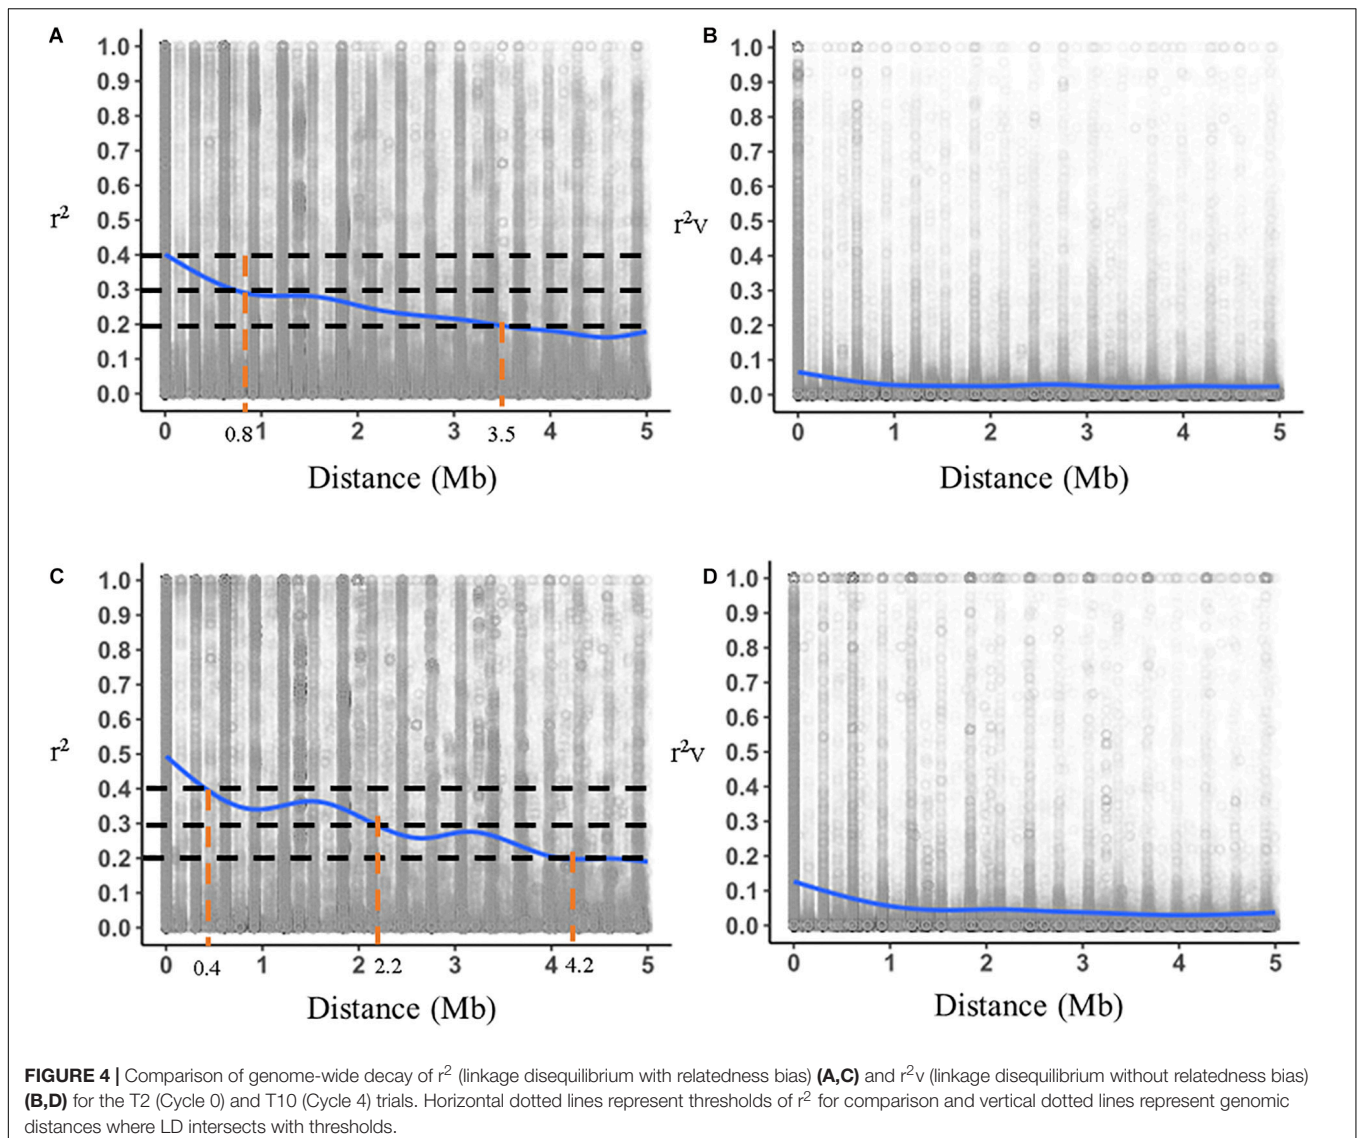 A
1.0
0.9
0.8
0.7
0.6
0.5
0.4
0.3
0.2
0.1
0.0
r²
0 0.8 1 2 3 3.5 4 5
Distance (Mb)
B
1.0
0.9
0.8
0.7
0.6
0.5
0.4
0.3
0.2
0.1
0.0
r²v
0 1 2 3 4 5
Distance (Mb)
C
1.0
0.9
0.8
0.7
0.6
0.5
0.4
0.3
0.2
0.1
0.0
r²
0 0.4 1 2 2.2 3 4 4.2 5
Distance (Mb)
D
1.0
0.9
0.8
0.7
0.6
0.5
0.4
0.3
0.2
0.1
0.0
r²v
0 1 2 3 4 5
Distance (Mb)
FIGURE 4 | Comparison of genome-wide decay of r² (linkage disequilibrium with relatedness bias) (A,C) and r²v (linkage disequilibrium without relatedness bias)
(B,D) for the T2 (Cycle 0) and T10 (Cycle 4) trials. Horizontal dotted lines represent thresholds of r² for comparison and vertical dotted lines represent genomic
distances where LD intersects with thresholds.